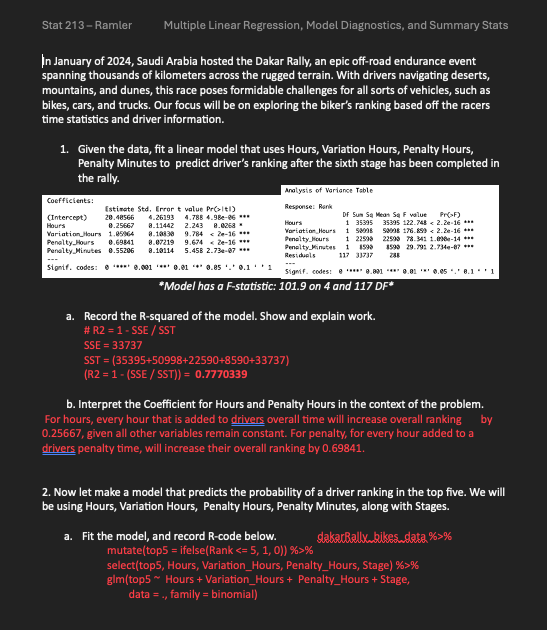 Stat 213 – Ramler Multiple Linear Regression, Model Diagnostics, and Summary Stats
In January of 2024, Saudi Arabia hosted the Dakar Rally, an epic off-road endurance event
spanning thousands of kilometers across the rugged terrain. With drivers navigating deserts,
mountains, and dunes, this race poses formidable challenges for all sorts of vehicles, such as
bikes, cars, and trucks. Our focus will be on exploring the biker's ranking based off the racers
time statistics and driver information.
1. Given the data, fit a linear model that uses Hours, Variation Hours, Penalty Hours,
Penalty Minutes to predict driver's ranking after the sixth stage has been completed in
the rally.
Coefficients:
Estimate Std. Error t value Pr(>|t|)
(Intercept) 20.40566 4.26193 4.788 4.98e-06 ***
Hours 0.25667 0.11442 2.243 0.0268 *
Variation_Hours 1.05964 0.10830 9.784 < 2e-16 ***
Penalty_Hours 0.69841 0.07219 9.674 < 2e-16 ***
Penalty_Minutes 0.55206 0.10114 5.458 2.73e-07 ***
---
Signif. codes: 0 '***' 0.001 '**' 0.01 '*' 0.05 '.' 0.1 ' ' 1
Analysis of Variance Table
Response: Rank
Df Sum Sq Mean Sq F value Pr(>F)
Hours 1 35395 35395 122.748 < 2.2e-16 ***
Variation_Hours 1 50998 50998 176.859 < 2.2e-16 ***
Penalty_Hours 1 22590 22590 78.341 1.090e-14 ***
Penalty_Minutes 1 8590 8590 29.791 2.734e-07 ***
Residuals 117 33737 288
---
Signif. codes: 0 '***' 0.001 '**' 0.01 '*' 0.05 '.' 0.1 ' ' 1
*Model has a F-statistic: 101.9 on 4 and 117 DF*
a. Record the R-squared of the model. Show and explain work.
# R2 = 1 - SSE / SST
SSE = 33737
SST = (35395+50998+22590+8590+33737)
(R2 = 1 - (SSE / SST)) = 0.7770339
b. Interpret the Coefficient for Hours and Penalty Hours in the context of the problem.
For hours, every hour that is added to drivers overall time will increase overall ranking by
0.25667, given all other variables remain constant. For penalty, for every hour added to a
drivers penalty time, will increase their overall ranking by 0.69841.
2. Now let make a model that predicts the probability of a driver ranking in the top five. We will
be using Hours, Variation Hours, Penalty Hours, Penalty Minutes, along with Stages.
a. Fit the model, and record R-code below. dakarRally_bikes_data %>%
mutate(top5 = ifelse(Rank <= 5, 1, 0)) %>%
select(top5, Hours, Variation_Hours, Penalty_Hours, Stage) %>%
glm(top5 ~ Hours + Variation_Hours + Penalty_Hours + Stage,
data = ., family = binomial)